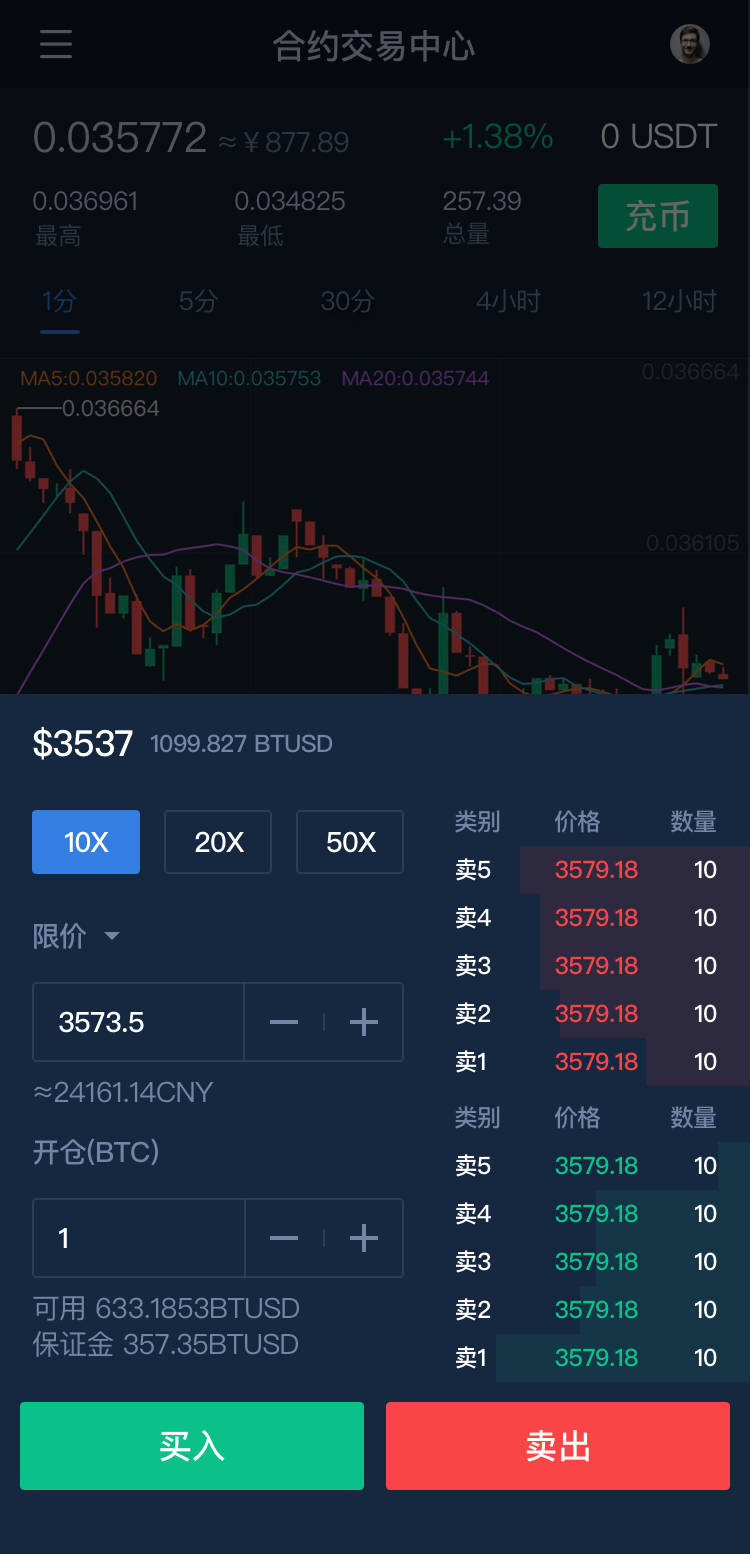 合约交易中心
0.035772 ≈¥877.89 +1.38% 0 USDT
0.036961 0.034825 257.39
最高 最低 总量 充币
1分 5分 30分 4小时 12小时
MA5:0.035820 MA10:0.035753 MA20:0.035744 0.036664
0.036664
0.036105
$3537 1099.827 BTUSD
10X 20X 50X
限价
3573.5
≈24161.14CNY
开仓(BTC)
1
可用 633.1853BTUSD
保证金 357.35BTUSD
类别 价格 数量
卖5 3579.18 10
卖4 3579.18 10
卖3 3579.18 10
卖2 3579.18 10
卖1 3579.18 10
类别 价格 数量
卖5 3579.18 10
卖4 3579.18 10
卖3 3579.18 10
卖2 3579.18 10
卖1 3579.18 10
买入 卖出